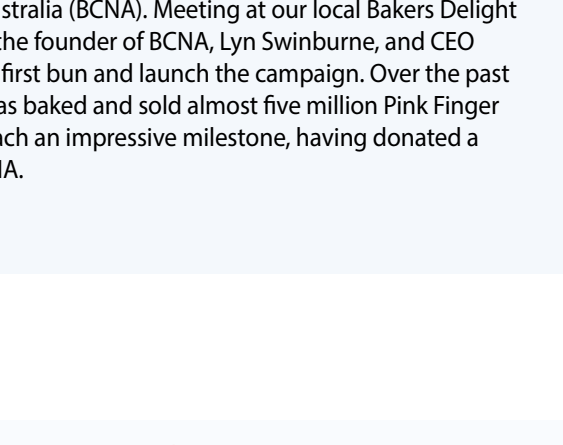 stralia (BCNA). Meeting at our local Bakers Delight
the founder of BCNA, Lyn Swinburne, and CEO
first bun and launch the campaign. Over the past
as baked and sold almost five million Pink Finger
ach an impressive milestone, having donated a
NA.